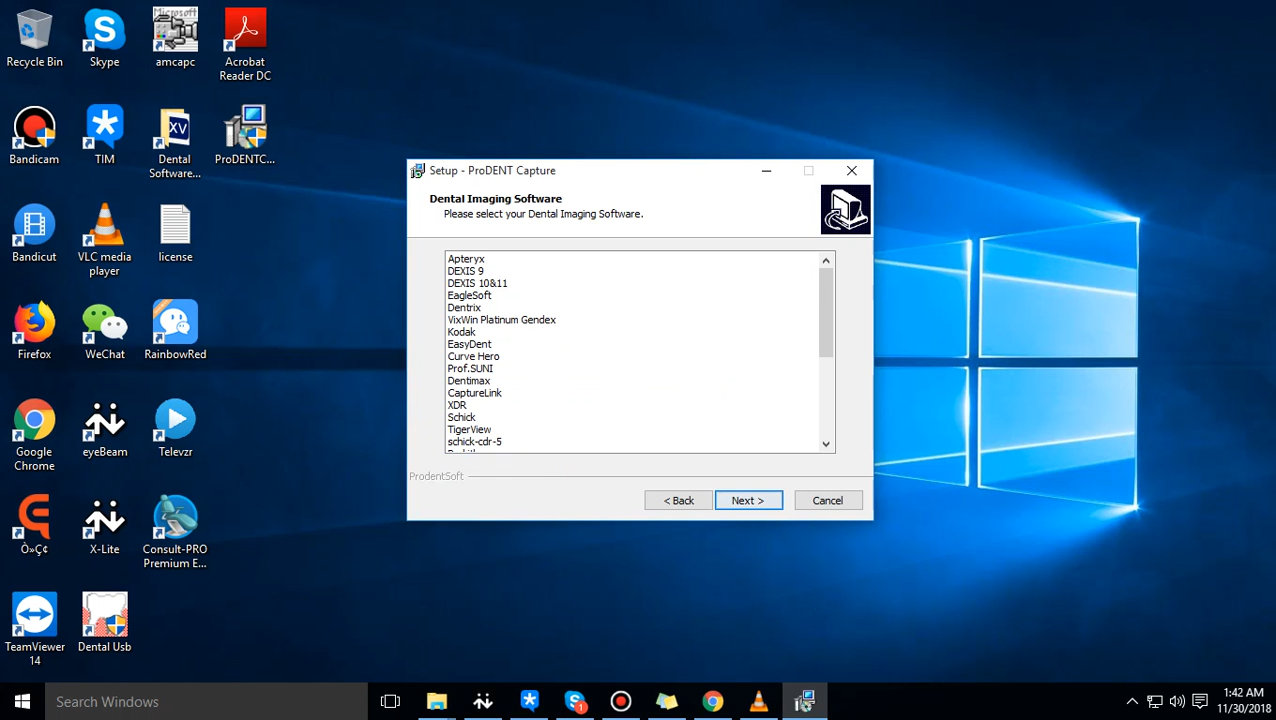 Recycle Bin
Skype
Microsoft
amcapc
Acrobat
Reader DC
Bandicam
TIM
XV
Dental
Software...
ProDENTC...
Bandicut
VLC media
player
license
Firefox
WeChat
RainbowRed
Google
Chrome
eyeBeam
Televzr
Ò»Ç¢
X-Lite
Consult-PRO
Premium E...
TeamViewer
14
Dental Usb
Setup - ProDENT Capture
Dental Imaging Software
Please select your Dental Imaging Software.
Apteryx
DEXIS 9
DEXIS 10&11
EagleSoft
Dentrix
VixWin Platinum Gendex
Kodak
EasyDent
Curve Hero
Prof.SUNI
Dentimax
CaptureLink
XDR
Schick
TigerView
schick-cdr-5
ProdentSoft
< Back
Next >
Cancel
Search Windows
1
1:42 AM
11/30/2018